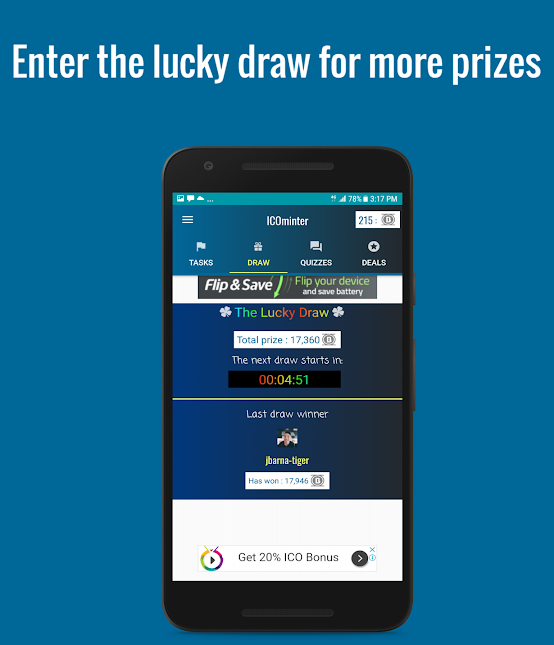 Enter the lucky draw for more prizes
... 78% 3:17 PM
ICOminter
215 :
TASKS DRAW QUIZZES DEALS
Flip & Save Flip your device
and save battery
The Lucky Draw
Total prize : 17,360
The next draw starts in:
00:04:51
Last draw winner
jbarna-tiger
Has won : 17,946
Get 20% ICO Bonus